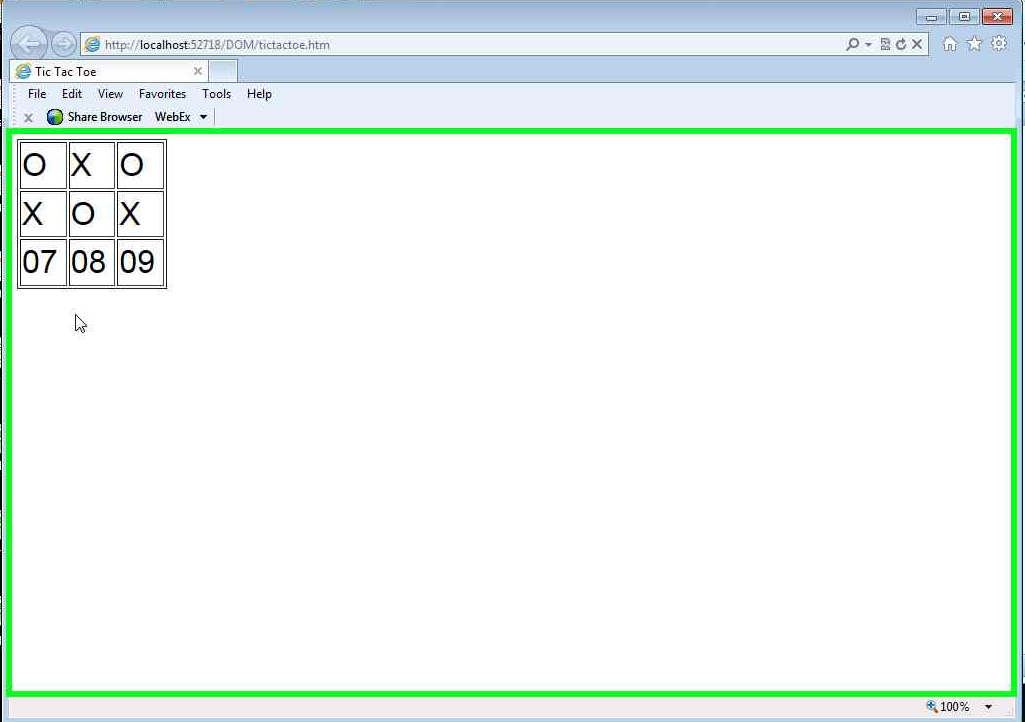 http://localhost:52718/DOM/tictactoe.htm
Tic Tac Toe
File Edit View Favorites Tools Help
x Share Browser WebEx
O X O
X O X
07 08 09
100%